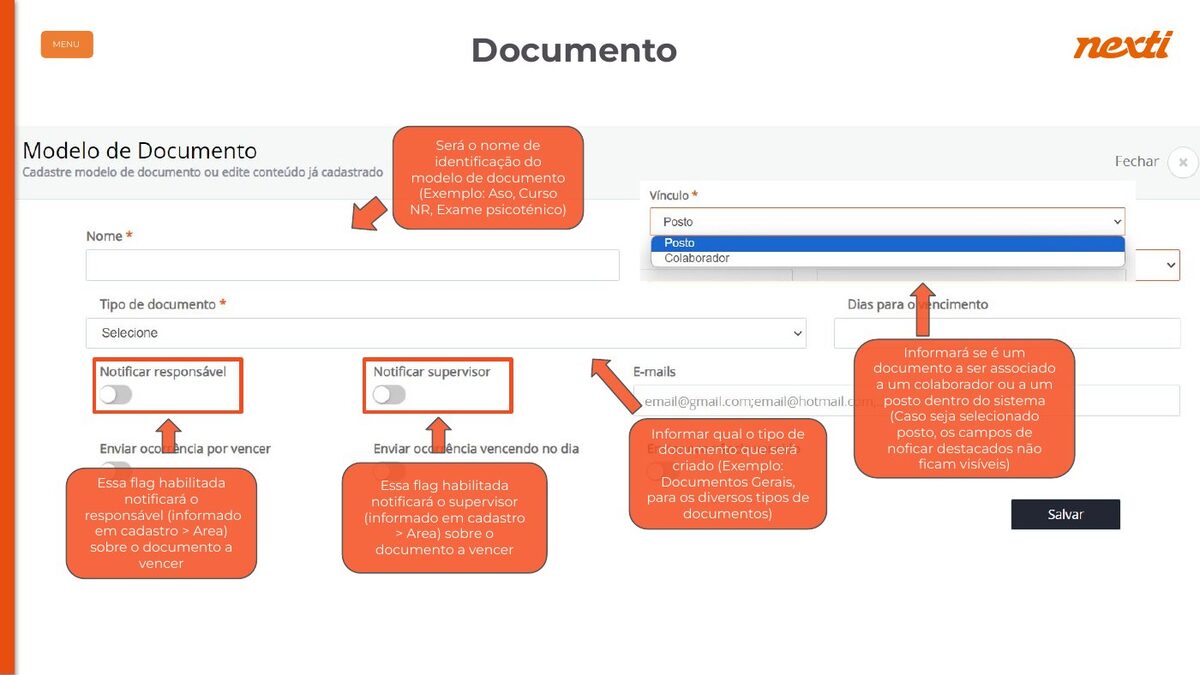 MENU
Documento
nexti
Modelo de Documento
Cadastre modelo de documento ou edite conteúdo já cadastrado
Será o nome de
identificação do
modelo de documento
(Exemplo: Aso, Curso
NR, Exame psicoténico)
Fechar
Vínculo *
Posto
Posto
Colaborador
Nome *
Tipo de documento *
Selecione
Dias para o vencimento
Notificar responsável
Notificar supervisor
E-mails
email@gmail.com;email@hotmail.com,
Informará se é um
documento a ser associado
a um colaborador ou a um
posto dentro do sistema
(Caso seja selecionado
posto, os campos de
noficar destacados não
ficam visíveis)
Enviar ocorrência por vencer
Enviar ocorrência vencendo no dia
Informar qual o tipo de
documento que será
criado (Exemplo:
Documentos Gerais,
para os diversos tipos de
documentos)
Essa flag habilitada
notificará o
responsável (informado
em cadastro > Area)
sobre o documento a
vencer
Essa flag habilitada
notificará o supervisor
(informado em cadastro
> Area) sobre o
documento a vencer
Salvar